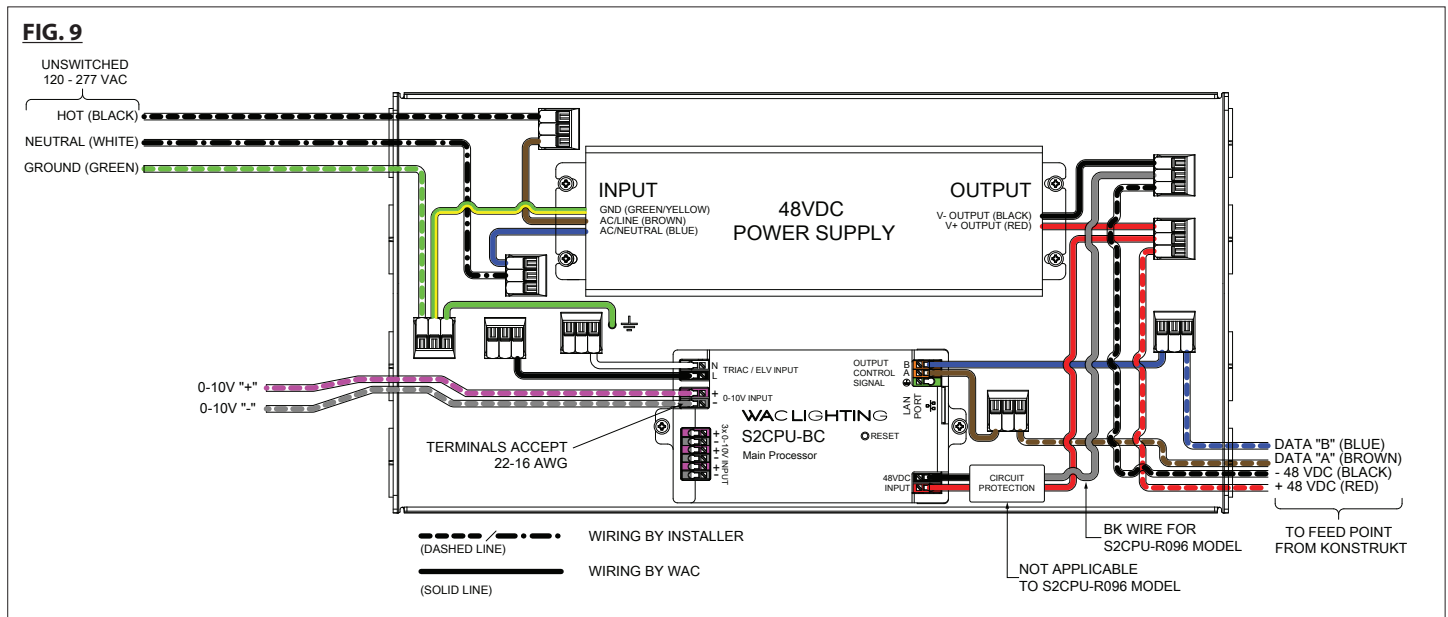 FIG. 9
UNSWITCHED
120 - 277 VAC
HOT (BLACK)
NEUTRAL (WHITE)
GROUND (GREEN)
INPUT
GND (GREEN/YELLOW)
AC/LINE (BROWN)
AC/NEUTRAL (BLUE)
48VDC
POWER SUPPLY
OUTPUT
V- OUTPUT (BLACK)
V+ OUTPUT (RED)
0-10V "+"
0-10V "-"
TERMINALS ACCEPT
22-16 AWG
N
L
TRIAC / ELV INPUT
+
-
0-10V INPUT
3x0-10V INPUT
+
-
+
-
+
-
WAC LIGHTING
S2CPU-BC
Main Processor
RESET
OUTPUT
CONTROL
SIGNAL
B
A
LAN
PORT
48VDC
INPUT
CIRCUIT
PROTECTION
DATA "B" (BLUE)
DATA "A" (BROWN)
- 48 VDC (BLACK)
+ 48 VDC (RED)
TO FEED POINT
FROM KONSTRUKT
BK WIRE FOR
S2CPU-R096 MODEL
NOT APPLICABLE
TO S2CPU-R096 MODEL
WIRING BY INSTALLER
(DASHED LINE)
WIRING BY WAC
(SOLID LINE)